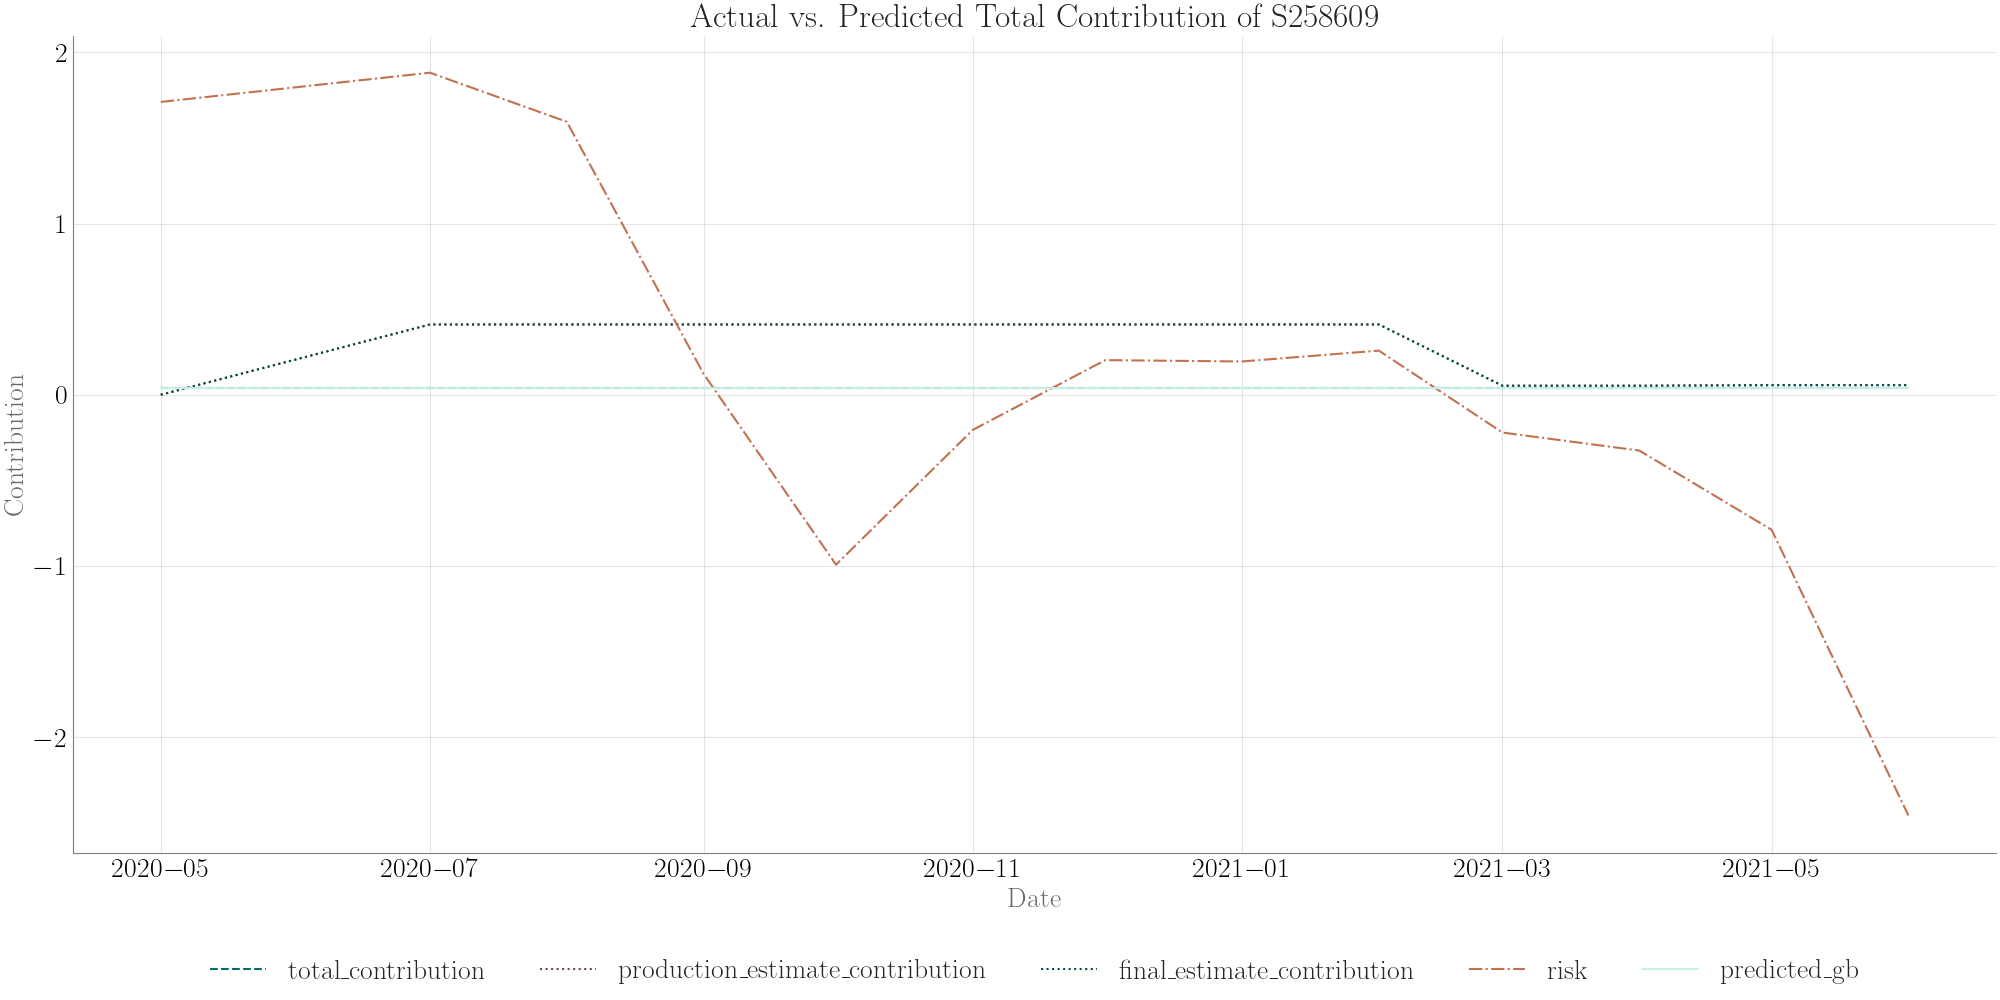 Actual vs. Predicted Total Contribution of S258609
2
1
0
−1
−2
Contribution
2020−05 2020−07 2020−09 2020−11 2021−01 2021−03 2021−05
Date
total_contribution production_estimate_contribution final_estimate_contribution risk predicted_gb